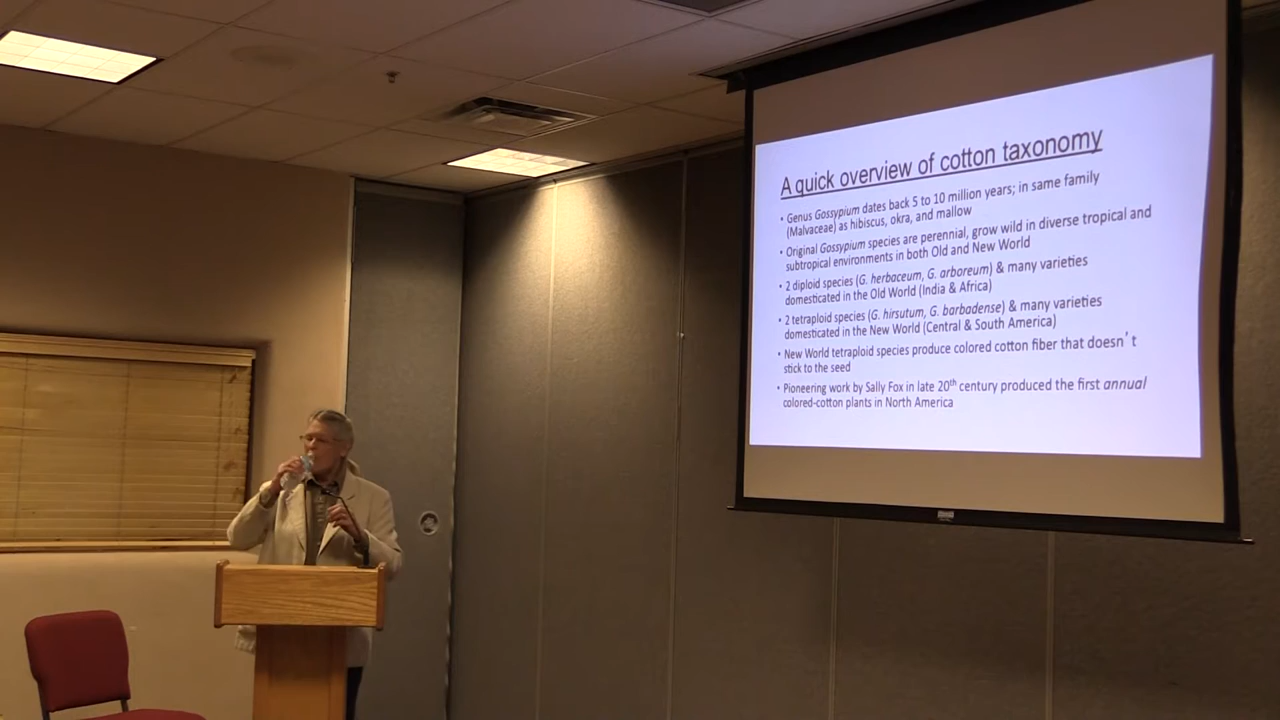 A quick overview of cotton taxonomy
• Genus Gossypium dates back 5 to 10 million years; in same family
(Malvaceae) as hibiscus, okra, and mallow
• Original Gossypium species are perennial, grow wild in diverse tropical and
subtropical environments in both Old and New World
• 2 diploid species (G. herbaceum, G. arboreum) & many varieties
domesticated in the Old World (India & Africa)
• 2 tetraploid species (G. hirsutum, G. barbadense) & many varieties
domesticated in the New World (Central & South America)
• New World tetraploid species produce colored cotton fiber that doesn't
stick to the seed
• Pioneering work by Sally Fox in late 20th century produced the first annual
colored-cotton plants in North America